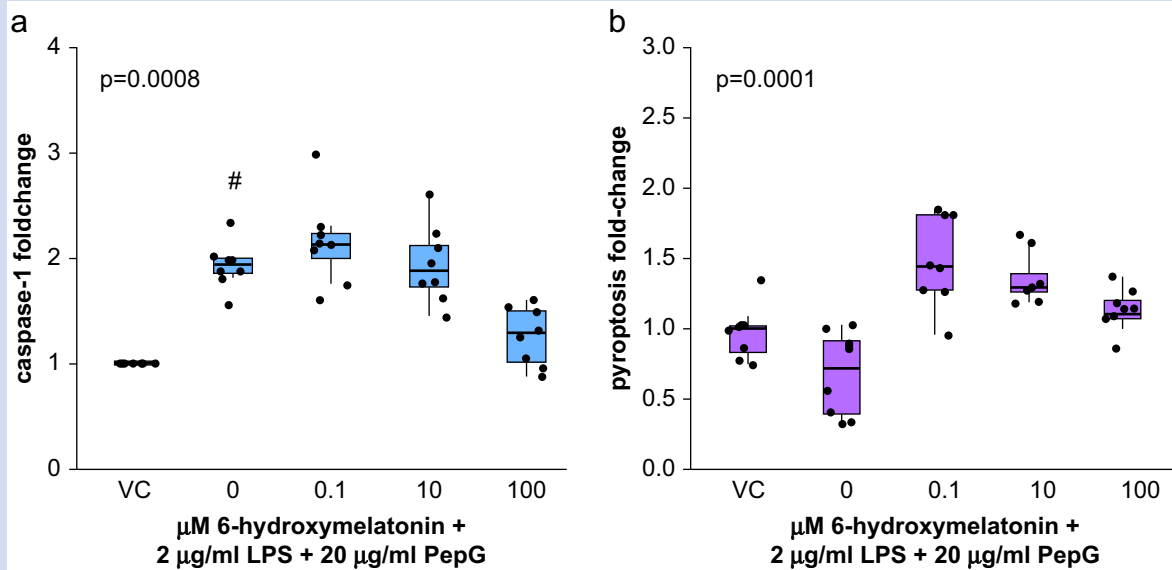 a
p=0.0008
caspase-1 foldchange
4
3
2
1
0
#
VC 0 0.1 10 100
μM 6-hydroxymelatonin +
2 μg/ml LPS + 20 μg/ml PepG
b
p=0.0001
pyroptosis fold-change
3.0
2.5
2.0
1.5
1.0
0.5
0.0
VC 0 0.1 10 100
μM 6-hydroxymelatonin +
2 μg/ml LPS + 20 μg/ml PepG